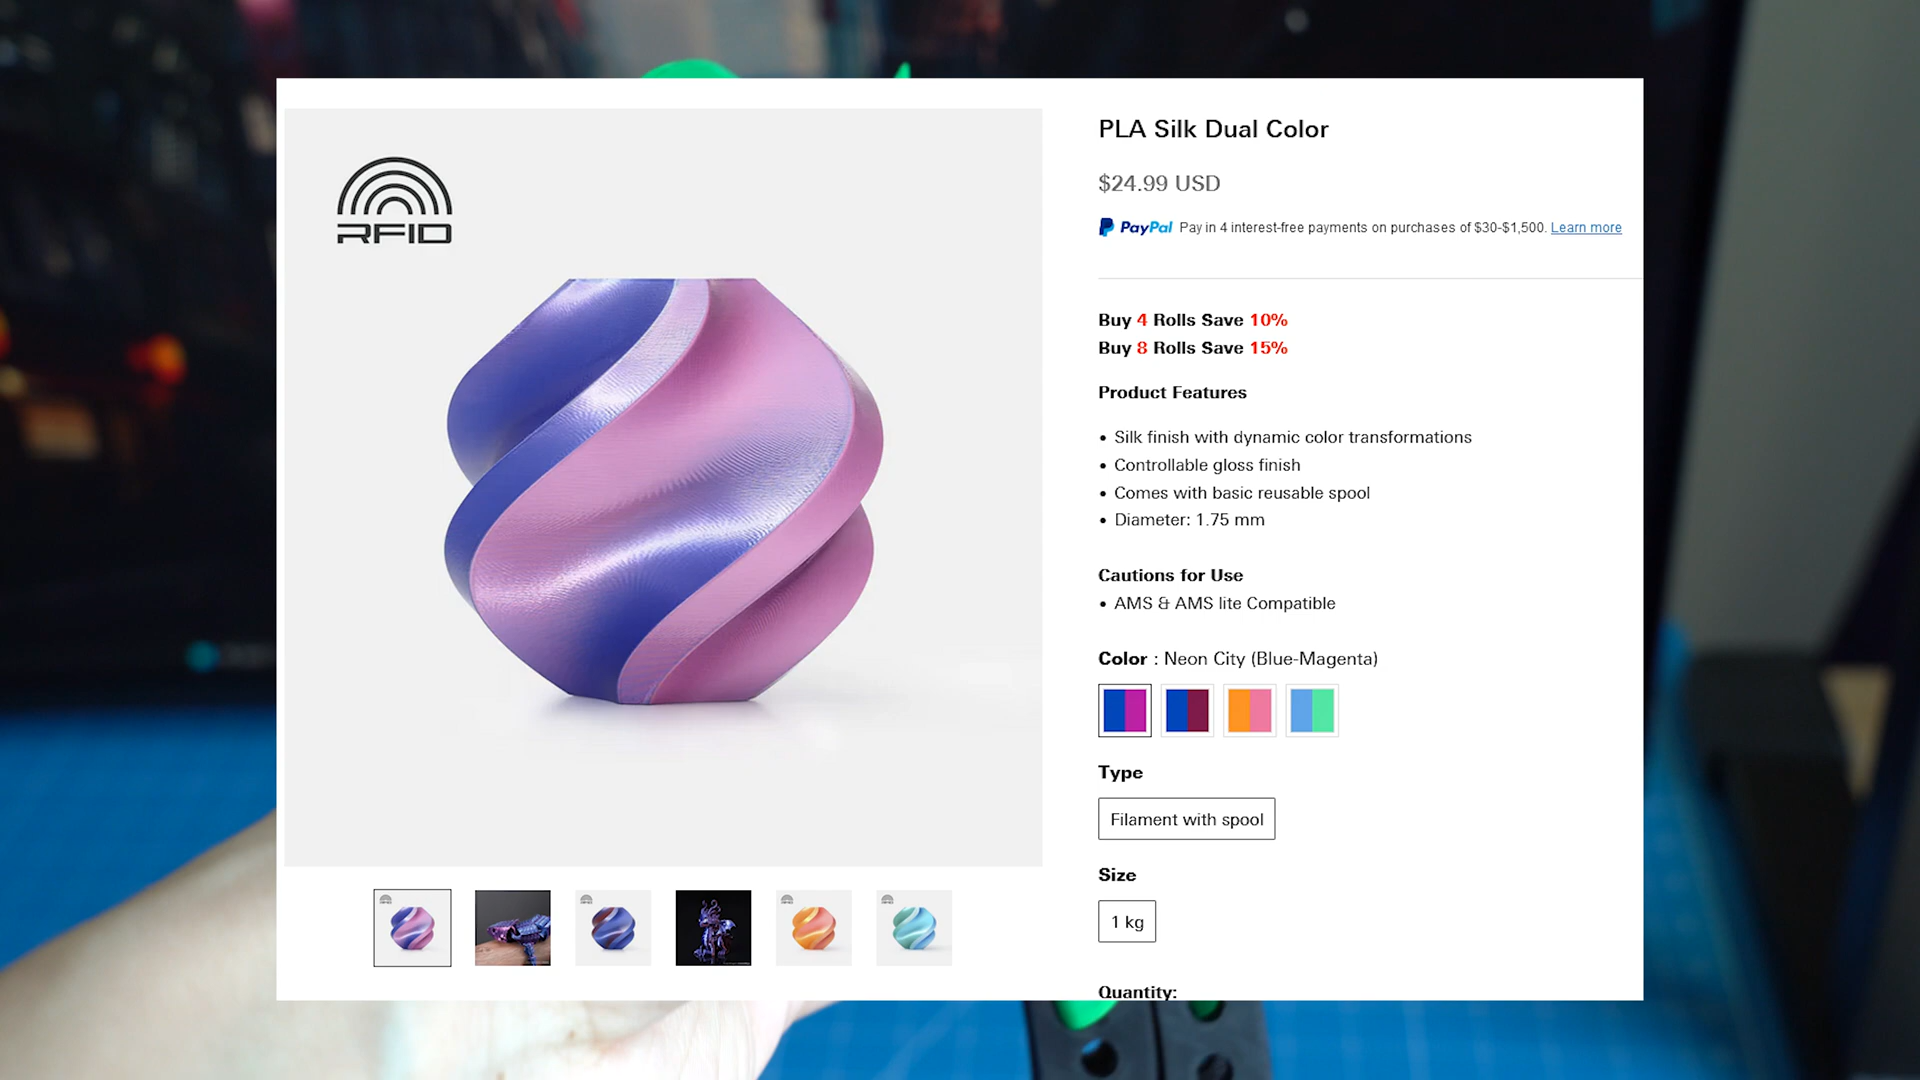 RFID
PLA Silk Dual Color
$24.99 USD
PayPal Pay in 4 interest-free payments on purchases of $30-$1,500. Learn more
Buy 4 Rolls Save 10%
Buy 8 Rolls Save 15%
Product Features
• Silk finish with dynamic color transformations
• Controllable gloss finish
• Comes with basic reusable spool
• Diameter: 1.75 mm
Cautions for Use
• AMS & AMS lite Compatible
Color : Neon City (Blue-Magenta)
Type
Filament with spool
Size
1 kg
Quantity: